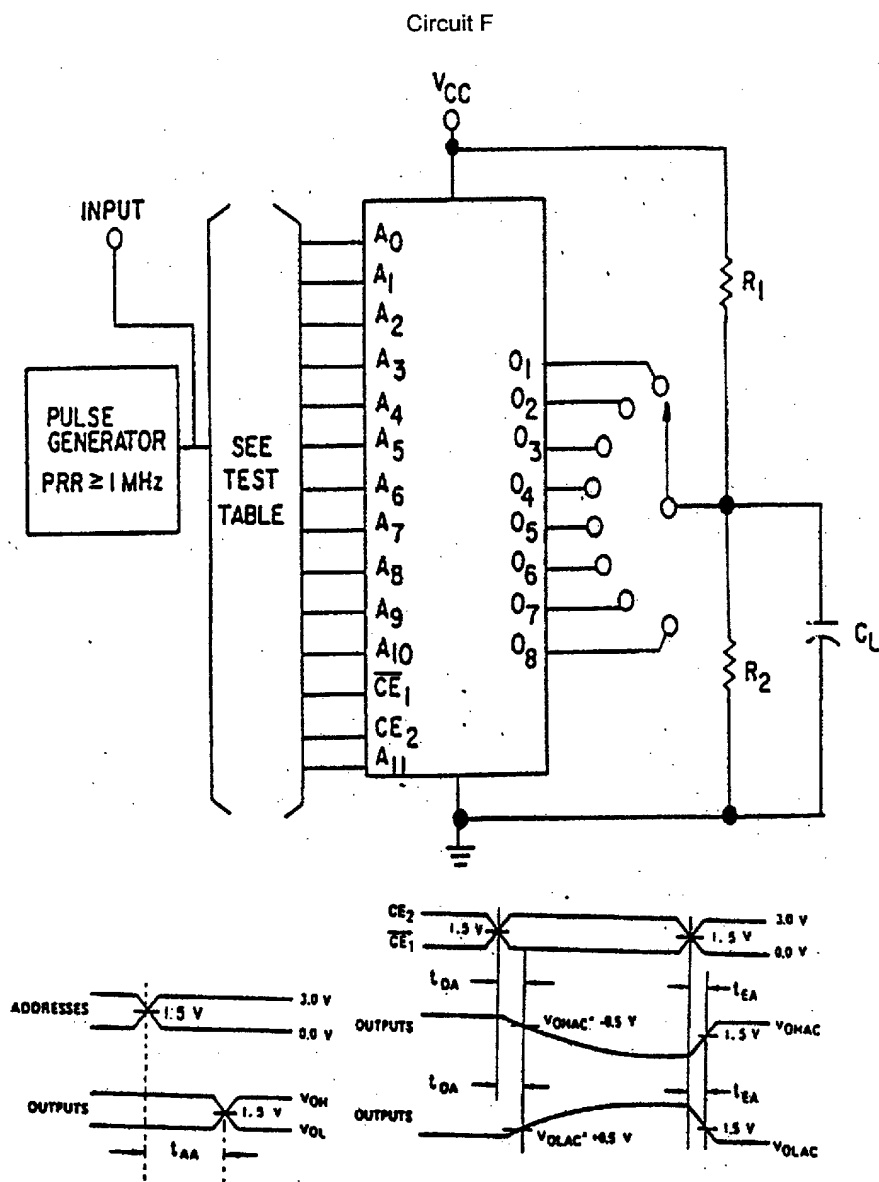 Circuit F
VCC
INPUT
PULSE
GENERATOR
PRR ≥ 1 MHz
SEE
TEST
TABLE
A0
A1
A2
A3
A4
A5
A6
A7
A8
A9
A10
CE1
CE2
A11
O1
O2
O3
O4
O5
O6
O7
O8
R1
R2
CL
ADDRESSES
1.5 V
3.0 V
0.0 V
OUTPUTS
1.5 V
VOH
VOL
tAA
CE2
CE1
1.5 V
1.5 V
3.0 V
0.0 V
tDA
tEA
OUTPUTS
VOHAC" -0.5 V
1.5 V
VOHAC
tDA
tEA
OUTPUTS
VOLAC" +0.5 V
1.5 V
VOLAC